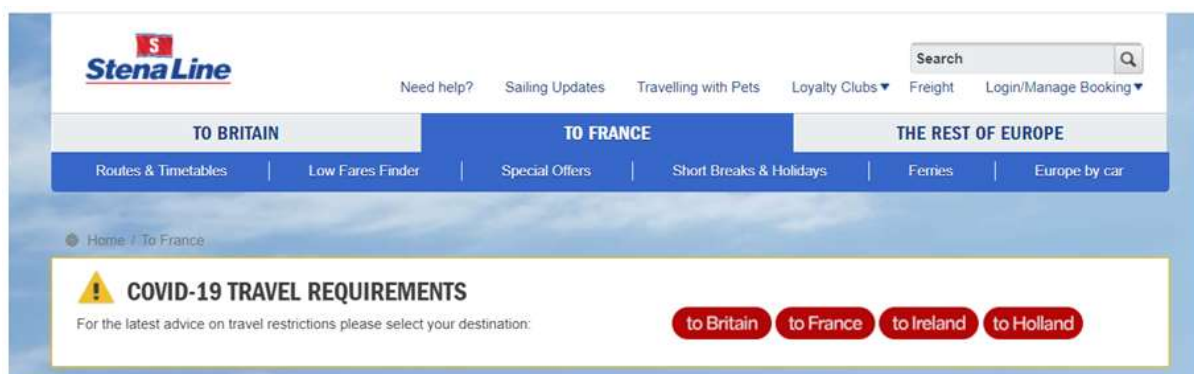 S
Stena Line
Search
Need help? Sailing Updates Travelling with Pets Loyalty Clubs▼ Freight Login/Manage Booking▼
TO BRITAIN TO FRANCE THE REST OF EUROPE
Routes & Timetables | Low Fares Finder | Special Offers | Short Breaks & Holidays | Ferries | Europe by car
Home / To France
! COVID-19 TRAVEL REQUIREMENTS
For the latest advice on travel restrictions please select your destination:
to Britain to France to Ireland to Holland